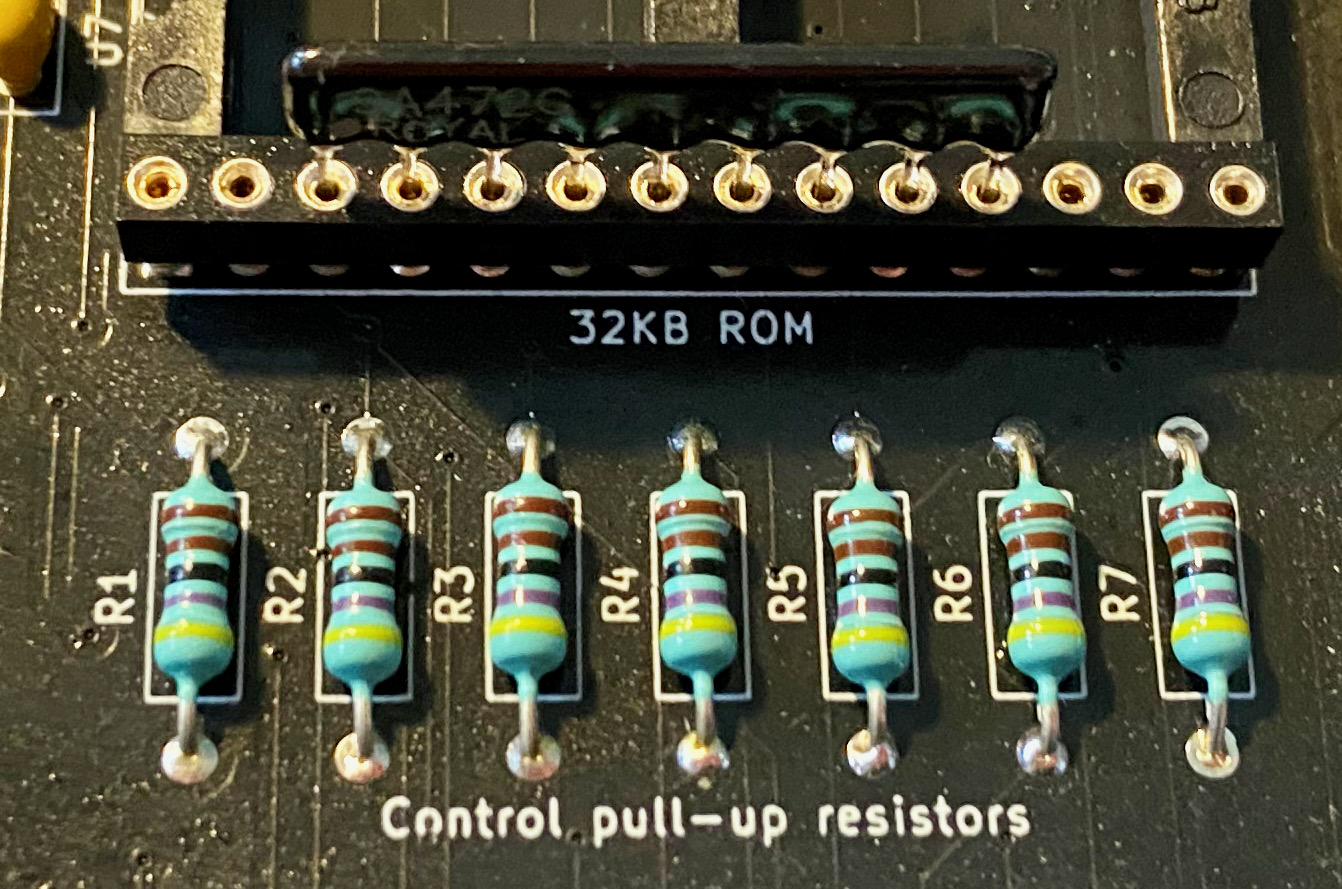 U7
A472G
ROYAL
32KB ROM
R1
R2
R3
R4
R5
R6
R7
Control pull-up resistors